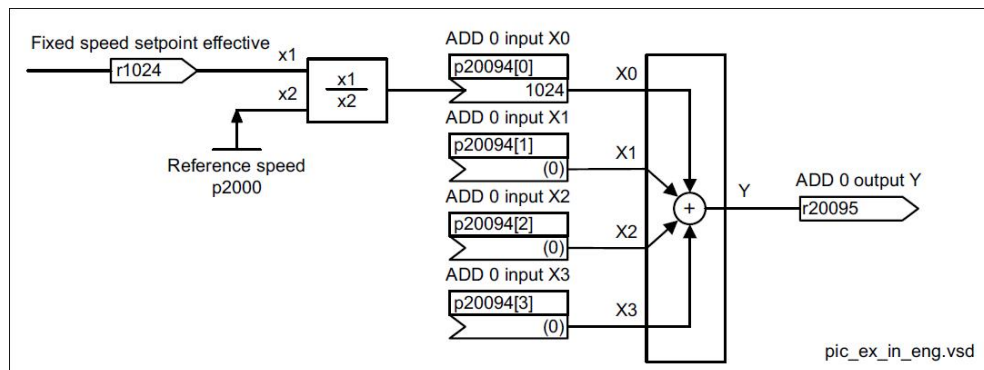 Fixed speed setpoint effective
r1024
x1
x2
x1
x2
Reference speed
p2000
ADD 0 input X0
p20094[0]
1024
X0
ADD 0 input X1
p20094[1]
(0)
X1
ADD 0 input X2
p20094[2]
(0)
X2
ADD 0 input X3
p20094[3]
(0)
X3
+
Y
ADD 0 output Y
r20095
pic_ex_in_eng.vsd